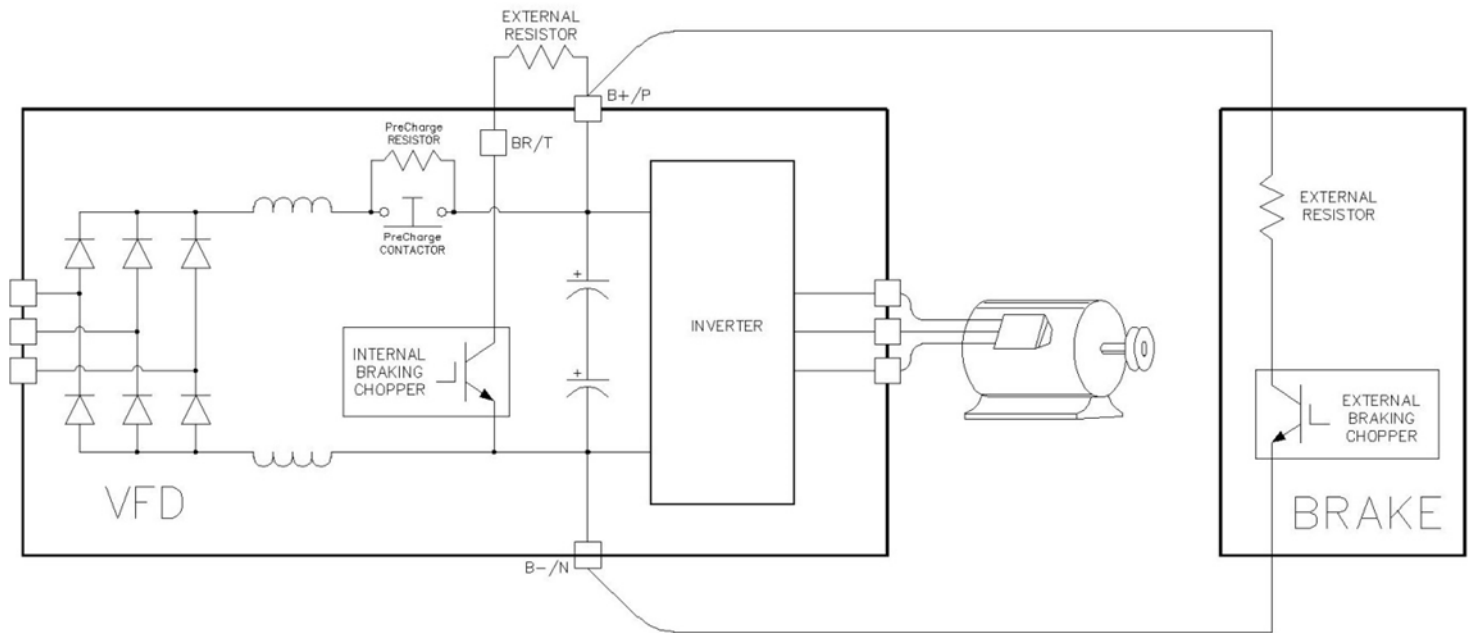 EXTERNAL
RESISTOR
B+/P
PreCharge
RESISTOR
BR/T
PreCharge
CONTACTOR
INTERNAL
BRAKING
CHOPPER
+
+
INVERTER
VFD
B-/N
EXTERNAL
RESISTOR
EXTERNAL
BRAKING
CHOPPER
BRAKE